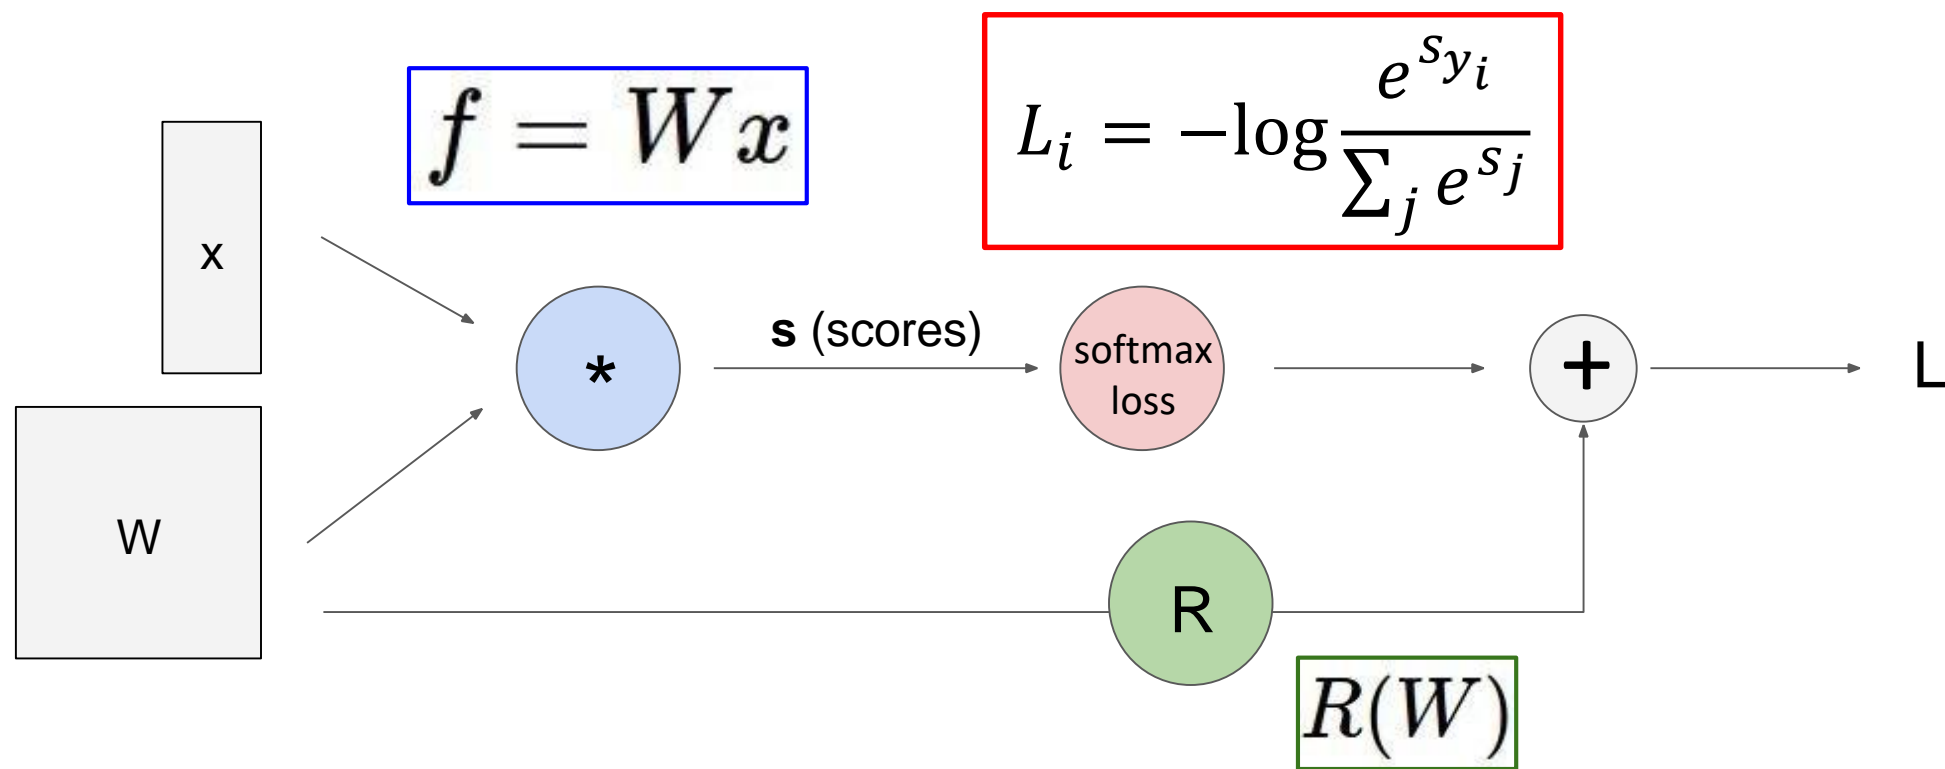 f = Wx
L_i = −log e^{s_{y_i}} / ∑_j e^{s_j}
x
*
s (scores)
softmax
loss
+
L
W
R
R(W)